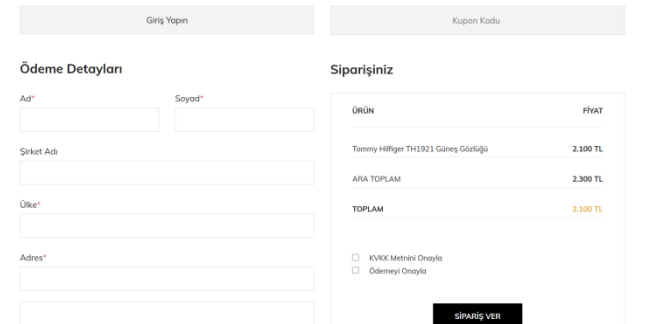 Giriş Yapın
Kupon Kodu
Ödeme Detayları
Ad*
Soyad*
Şirket Adı
Ülke*
Adres*
Siparişiniz
ÜRÜN FİYAT
Tommy Hilfiger TH1921 Güneş Gözlüğü 2.100 TL
ARA TOPLAM 2.300 TL
TOPLAM 2.100 TL
KVKK Metnini Onayla
Ödemeyi Onayla
SİPARİŞ VER